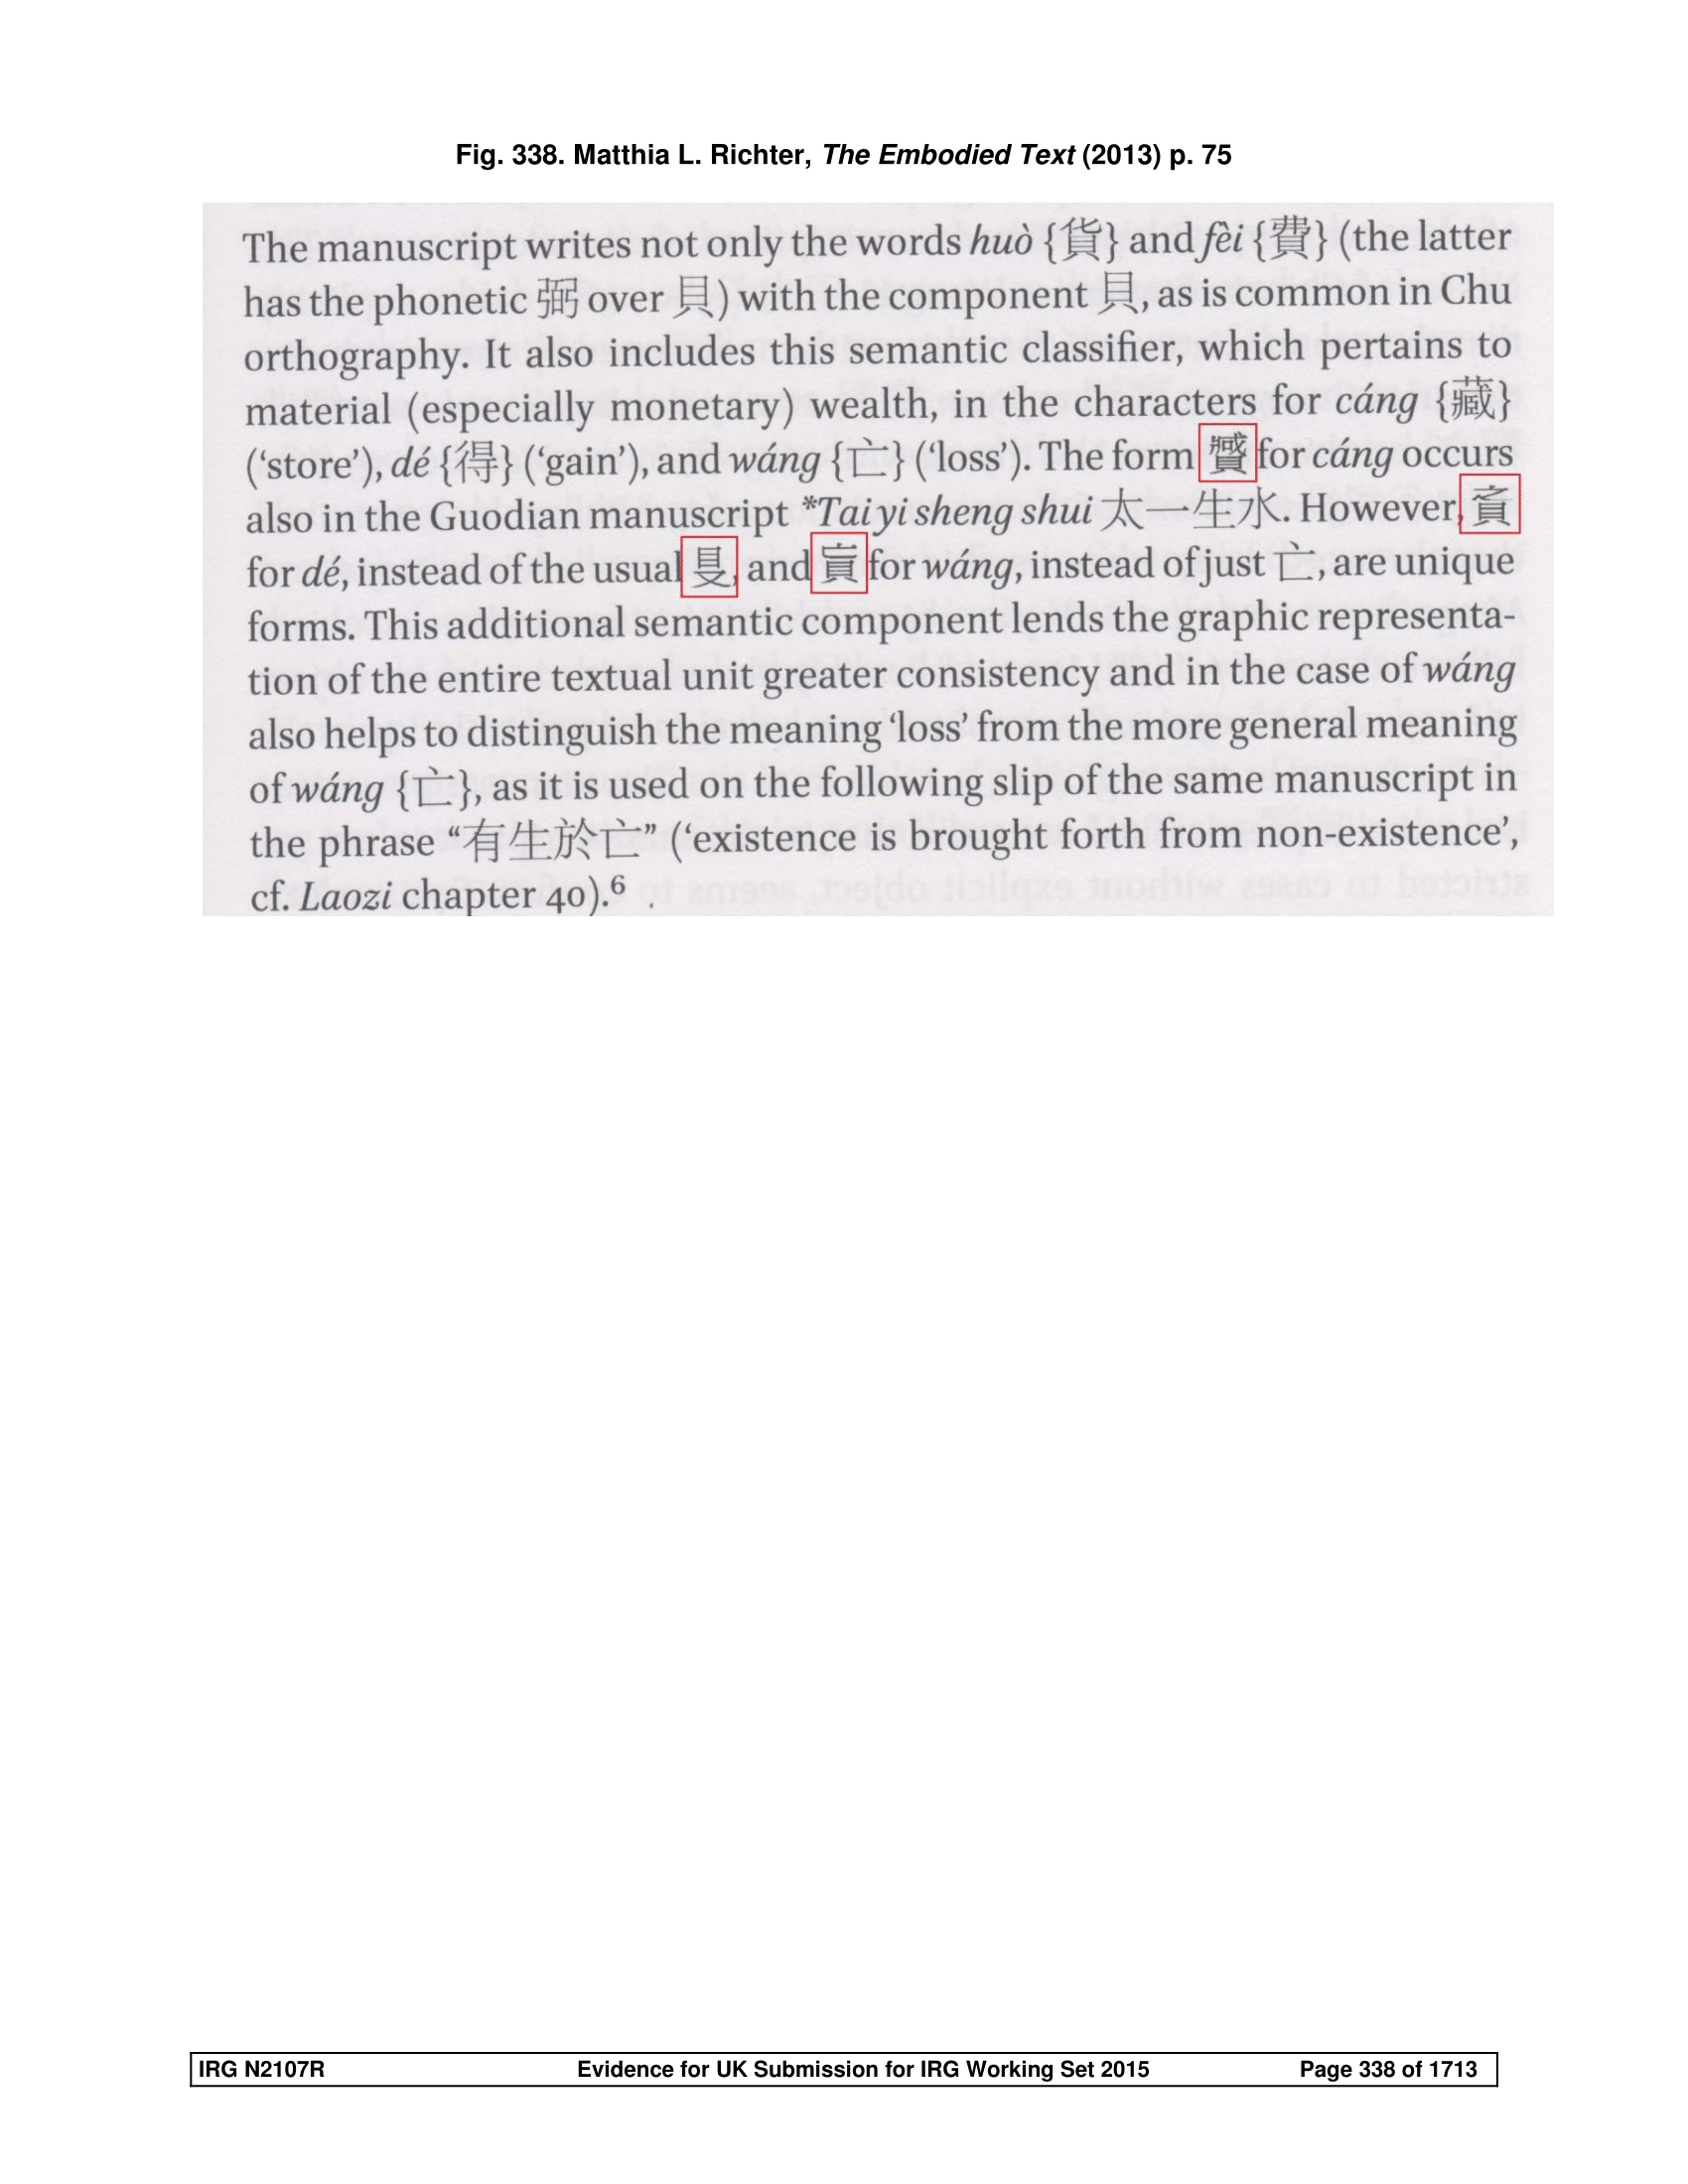 Fig. 338. Matthia L. Richter, The Embodied Text (2013) p. 75
The manuscript writes not only the words huò {貨} and fèi {費} (the latter
has the phonetic 弼 over 貝) with the component 貝, as is common in Chu
orthography. It also includes this semantic classifier, which pertains to
material (especially monetary) wealth, in the characters for cáng {藏}
(‘store’), dé {得} (‘gain’), and wáng {亡} (‘loss’). The form for cáng occurs
also in the Guodian manuscript *Tai yi sheng shui 太一生水. However,
for dé, instead of the usual , and for wáng, instead of just 亡, are unique
forms. This additional semantic component lends the graphic representa-
tion of the entire textual unit greater consistency and in the case of wáng
also helps to distinguish the meaning ‘loss’ from the more general meaning
of wáng {亡}, as it is used on the following slip of the same manuscript in
the phrase “有生於亡” (‘existence is brought forth from non-existence’,
cf. Laozi chapter 40).⁶
IRG N2107R Evidence for UK Submission for IRG Working Set 2015 Page 338 of 1713